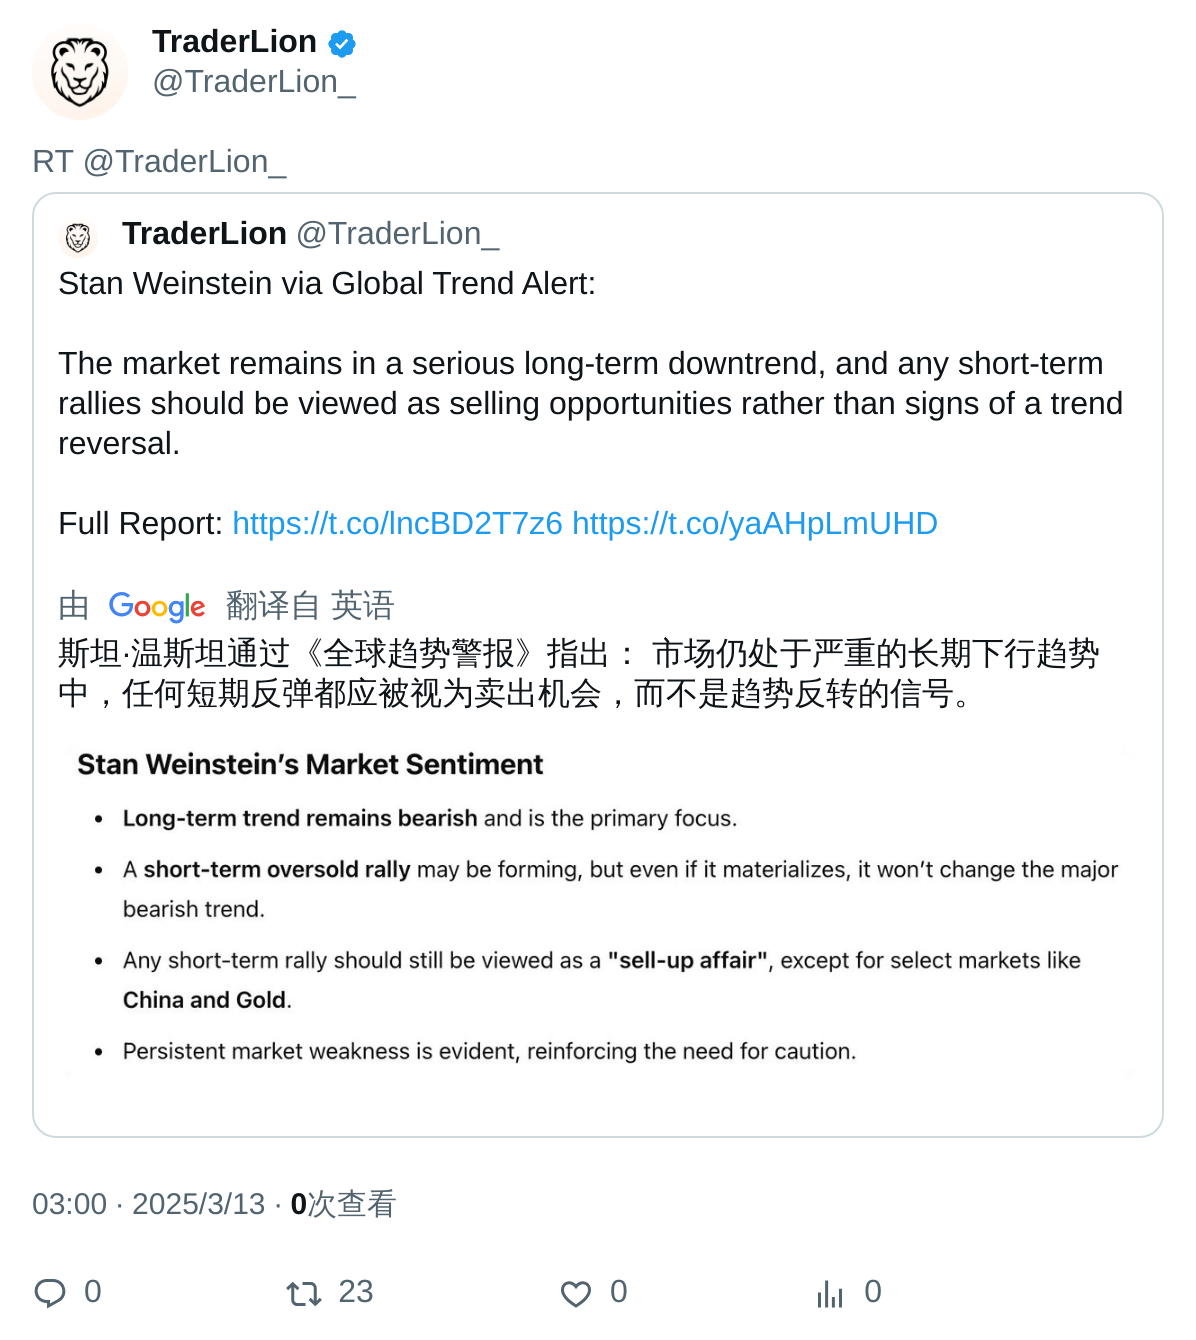 TraderLion
@TraderLion_
RT @TraderLion_
TraderLion @TraderLion_
Stan Weinstein via Global Trend Alert:
The market remains in a serious long-term downtrend, and any short-term
rallies should be viewed as selling opportunities rather than signs of a trend
reversal.
Full Report: https://t.co/lncBD2T7z6 https://t.co/yaAHpLmUHD
由 Google 翻译自 英语
斯坦·温斯坦通过《全球趋势警报》指出： 市场仍处于严重的长期下行趋势
中，任何短期反弹都应被视为卖出机会，而不是趋势反转的信号。
Stan Weinstein’s Market Sentiment
• Long-term trend remains bearish and is the primary focus.
• A short-term oversold rally may be forming, but even if it materializes, it won’t change the major
bearish trend.
• Any short-term rally should still be viewed as a "sell-up affair", except for select markets like
China and Gold.
• Persistent market weakness is evident, reinforcing the need for caution.
03:00 · 2025/3/13 · 0次查看
0 23 0 0